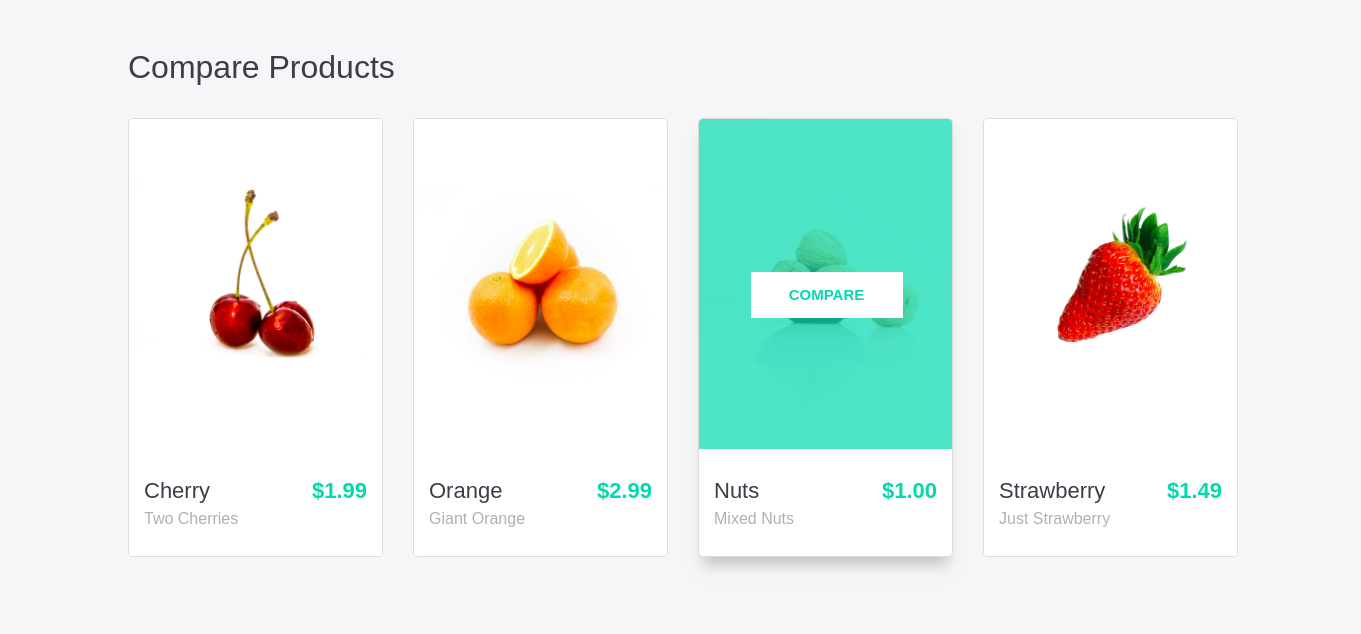 Compare Products
COMPARE
Cherry $1.99
Two Cherries
Orange $2.99
Giant Orange
Nuts $1.00
Mixed Nuts
Strawberry $1.49
Just Strawberry